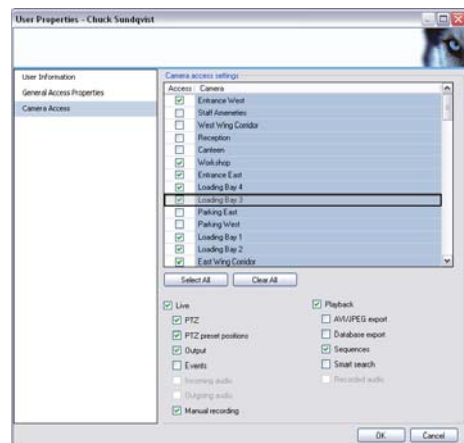 User Properties - Chuck Sundqvist
User Information
General Access Properties
Camera Access
Camera access settings
Access Camera
Entrance West
Staff Ameneties
West Wing Corridor
Reception
Canteen
Workshop
Entrance East
Loading Bay 4
Loading Bay 3
Parking East
Parking West
Loading Bay 1
Loading Bay 2
East Wing Corridor
Select All Clear All
Live Playback
PTZ AVI/JPEG export
PTZ preset positions Database export
Output Sequences
Events Smart search
Incoming audio Recorded audio
Outgoing audio
Manual recording
OK Cancel